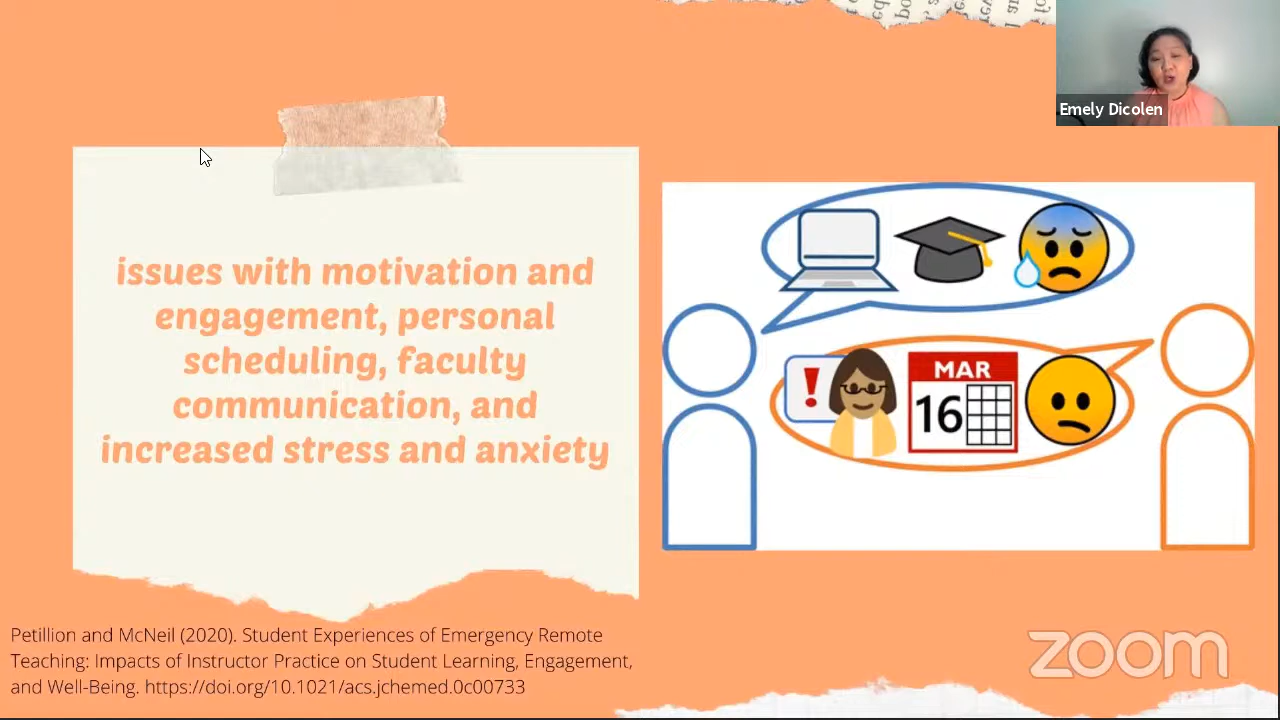 Emely Dicolen
issues with motivation and
engagement, personal
scheduling, faculty
communication, and
increased stress and anxiety
!
MAR
16
Petillion and McNeil (2020). Student Experiences of Emergency Remote
Teaching: Impacts of Instructor Practice on Student Learning, Engagement,
and Well-Being. https://doi.org/10.1021/acs.jchemed.0c00733
zoom